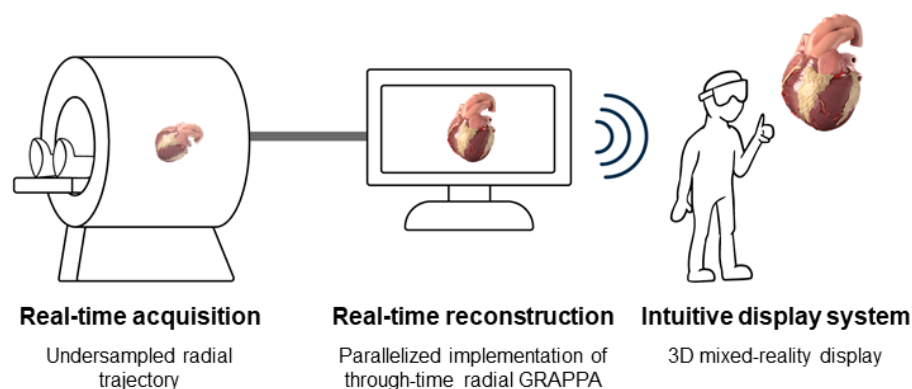 Real-time acquisition
Undersampled radial
trajectory
Real-time reconstruction
Parallelized implementation of
through-time radial GRAPPA
Intuitive display system
3D mixed-reality display